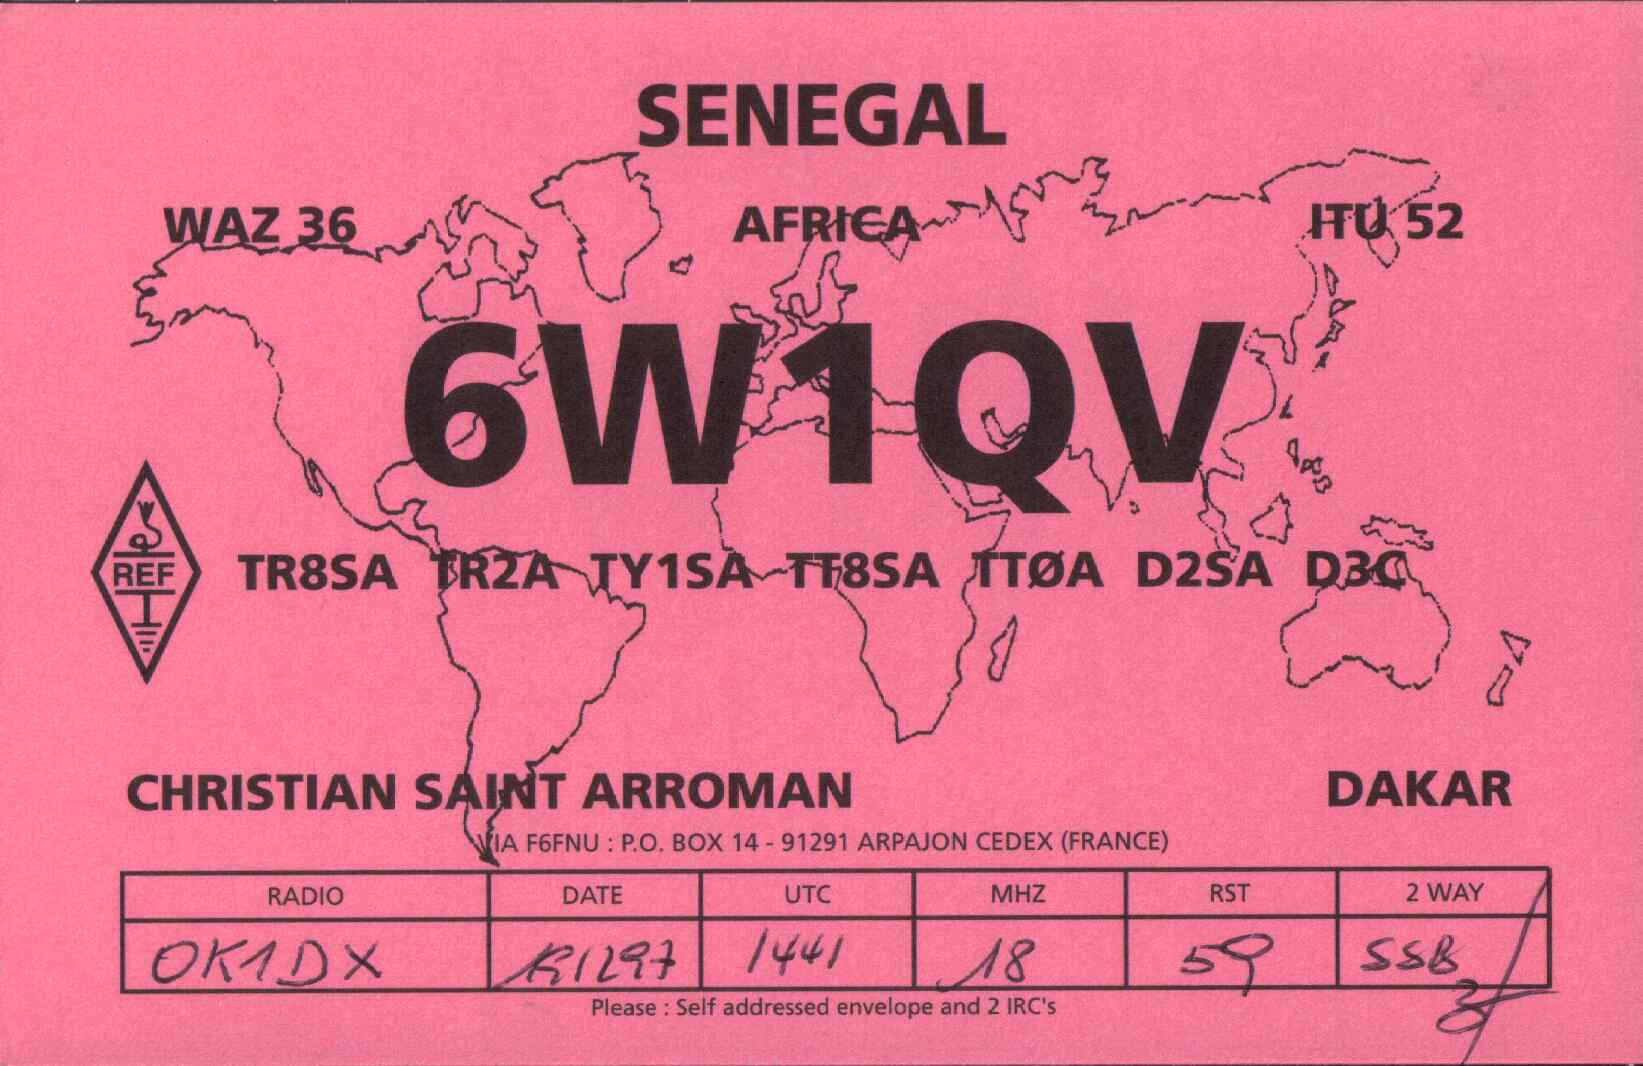 SENEGAL
WAZ 36 AFRICA ITU 52
6W1QV
REF
TR8SA TR2A TY1SA TT8SA TTØA D2SA D3C
CHRISTIAN SAINT ARROMAN DAKAR
VIA F6FNU : P.O. BOX 14 - 91291 ARPAJON CEDEX (FRANCE)
RADIO DATE UTC MHZ RST 2 WAY
OK1DX 1441 18 59 SSB
Please : Self addressed envelope and 2 IRC's